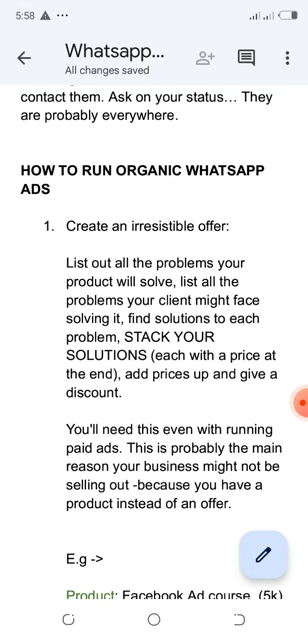 5:58
Whatsapp...
All changes saved
contact them. Ask on your status… They
are probably everywhere.
HOW TO RUN ORGANIC WHATSAPP
ADS
1. Create an irresistible offer:
List out all the problems your
product will solve, list all the
problems your client might face
solving it, find solutions to each
problem, STACK YOUR
SOLUTIONS (each with a price at
the end), add prices up and give a
discount.
You'll need this even with running
paid ads. This is probably the main
reason your business might not be
selling out -because you have a
product instead of an offer.
E.g ->
Product: Facebook Ad course (5k)